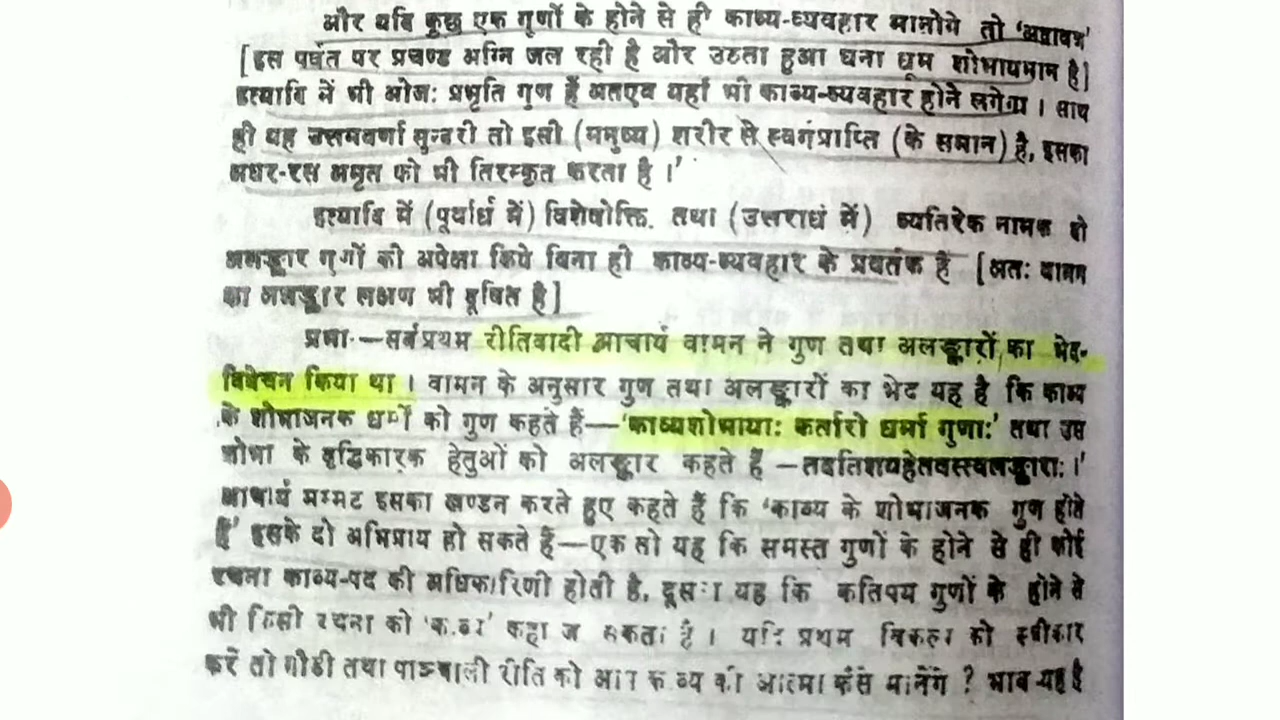 और यदि कुछ एक गुणों के होने से ही काव्य-व्यवहार मानोगे तो 'अद्रावत्र'
[इस पर्वत पर प्रचण्ड अग्नि जल रही है और उठता हुआ घना धूम शोभायमान है]
इत्यादि में भी ओजः प्रभृति गुण हैं अतएव यहाँ भी काव्य-व्यवहार होने लगेगा । साथ
ही यह उत्तमवर्णा सुन्दरी तो इसी (मनुष्य) शरीर से स्वर्गप्राप्ति (के समान) है, इसका
अधर-रस अमृत को भी तिरस्कृत करता है ।'
इत्यादि में (पूर्वार्ध में) विशेषोक्ति. तथा (उत्तरार्ध में) व्यतिरेक नामक दो
अलङ्कार गुणों की अपेक्षा किये बिना ही काव्य-व्यवहार के प्रवर्तक हैं [अतः वामन
का अलङ्कार लक्षण भी दूषित है]
प्रभा-—सर्वप्रथम रीतिवादी आचार्य वामन ने गुण तथा अलङ्कारों का भेद-
विवेचन किया था । वामन के अनुसार गुण तथा अलङ्कारों का भेद यह है कि काव्य
के शोभाजनक धर्मों को गुण कहते हैं—'काव्यशोभायाः कर्तारो धर्मा गुणाः' तथा उस
शोभा के वृद्धिकारक हेतुओं को अलङ्कार कहते हैं —तदतिशयहेतवस्त्वलङ्काराः ।'
आचार्य मम्मट इसका खण्डन करते हुए कहते हैं कि 'काव्य के शोभाजनक गुण होते
हैं' इसके दो अभिप्राय हो सकते हैं—एक तो यह कि समस्त गुणों के होने से ही कोई
रचना काव्य-पद की अधिकारिणी होती है, दूसरा यह कि कतिपय गुणों के होने से
भी किसी रचना को 'काव्य' कहा जा सकता है । यदि प्रथम विकल्प को स्वीकार
करें तो गौडी तथा पाञ्चाली रीति को आप काव्य की आत्मा कैसे मानेंगे ? भाव यह है